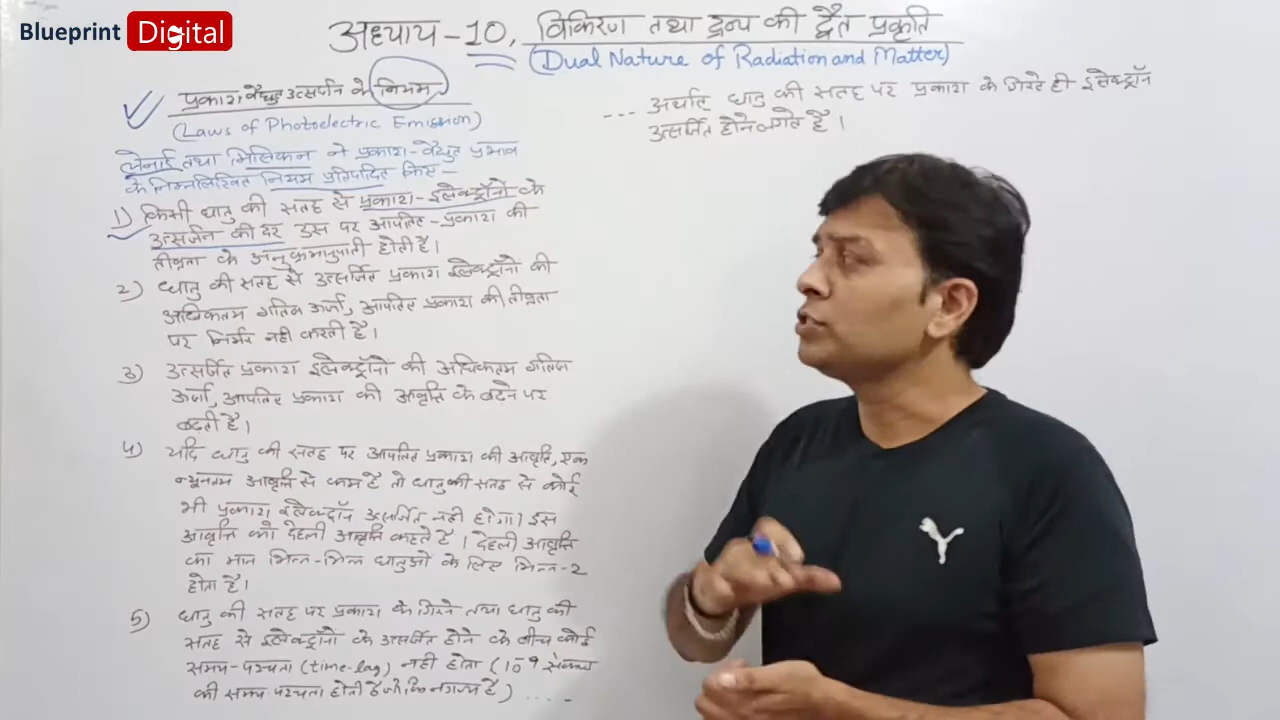 Blueprint Digital
अध्याय-10, विकिरण तथा द्रव्य की द्वैत प्रकृति
(Dual Nature of Radiation and Matter)
प्रकाश वैद्युत उत्सर्जन के नियम
(Laws of Photoelectric Emission)
लेनार्ड तथा मिलिकन ने प्रकाश-वैद्युत प्रभाव
के निम्नलिखित नियम प्रतिपादित किए-
1) किसी धातु की सतह से प्रकाश-इलेक्ट्रॉनों के
उत्सर्जन की दर उस पर आपतित-प्रकाश की
तीव्रता के अनुक्रमानुपाती होती है।
2) धातु की सतह से उत्सर्जित प्रकाश इलेक्ट्रॉनों की
अधिकतम गतिज ऊर्जा, आपतित प्रकाश की तीव्रता
पर निर्भर नहीं करती है।
3) उत्सर्जित प्रकाश इलेक्ट्रॉनों की अधिकतम गतिज
ऊर्जा, आपतित प्रकाश की आवृत्ति के बढ़ने पर
बढ़ती है।
4) यदि धातु की सतह पर आपतित प्रकाश की आवृत्ति, एक
न्यूनतम आवृत्ति से कम है तो धातु की सतह से कोई
भी प्रकाश इलेक्ट्रॉन उत्सर्जित नहीं होगा। इस
आवृत्ति को देहली आवृत्ति कहते है। देहली आवृत्ति
का मान भिन्न-भिन्न धातुओं के लिए भिन्न-2
होता है।
5) धातु की सतह पर प्रकाश के गिरने तथा धातु की
सतह से इलेक्ट्रॉनों के उत्सर्जित होने के बीच कोई
समय-पश्चता (time-lag) नहीं होता (10⁻⁹ सेकण्ड
की समय पश्चता होती है जो कि नगण्य है) .....
--- अर्थात् धातु की सतह पर प्रकाश के गिरते ही इलेक्ट्रॉन
उत्सर्जित होने लगते हैं।